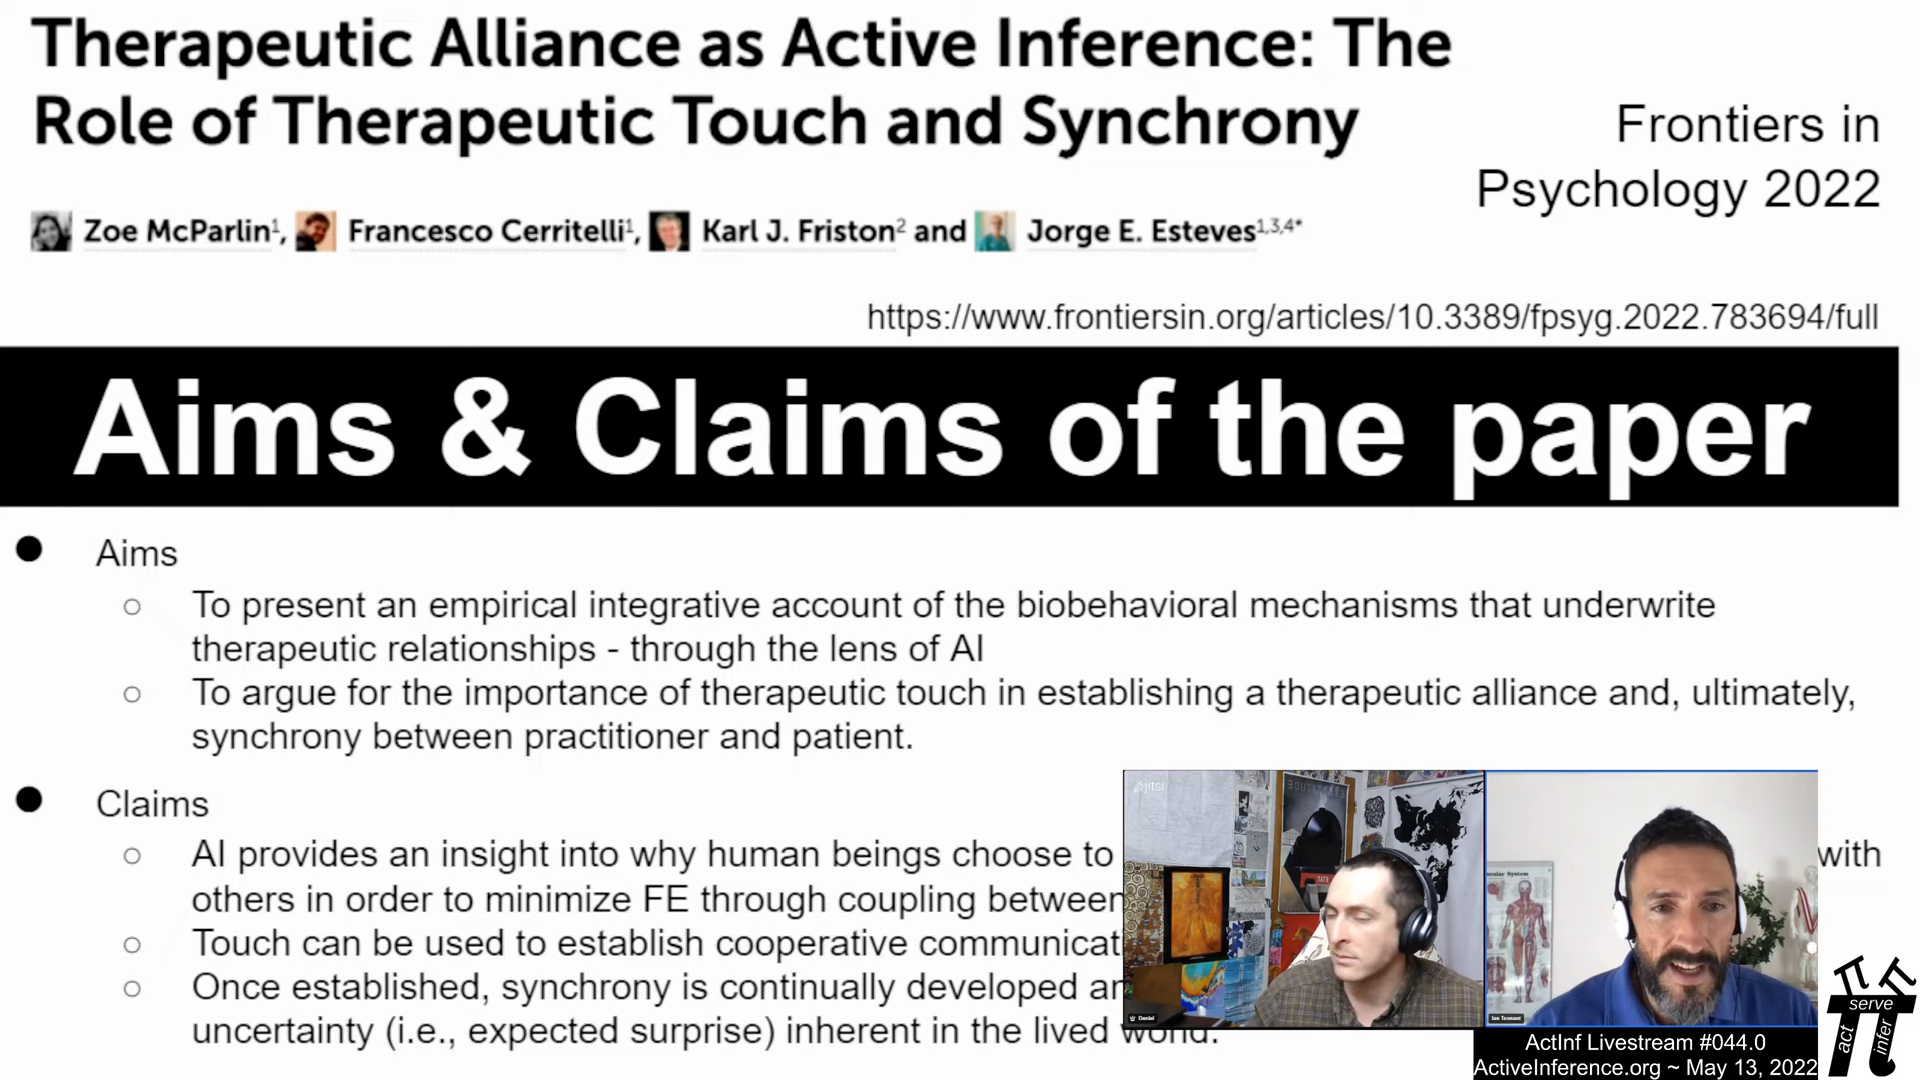 Therapeutic Alliance as Active Inference: The
Role of Therapeutic Touch and Synchrony
Frontiers in
Psychology 2022
Zoe McParlin1, Francesco Cerritelli1, Karl J. Friston2 and Jorge E. Esteves1,3,4*
https://www.frontiersin.org/articles/10.3389/fpsyg.2022.783694/full
Aims & Claims of the paper
● Aims
○ To present an empirical integrative account of the biobehavioral mechanisms that underwrite
therapeutic relationships - through the lens of AI
○ To argue for the importance of therapeutic touch in establishing a therapeutic alliance and, ultimately,
synchrony between practitioner and patient.
● Claims
○ AI provides an insight into why human beings choose to with
others in order to minimize FE through coupling between
○ Touch can be used to establish cooperative communicat
○ Once established, synchrony is continually developed an
uncertainty (i.e., expected surprise) inherent in the lived world.
jitsi
TATE
Daniel
Ian Tennant
act
serve
infer
ActInf Livestream #044.0
ActiveInference.org ~ May 13, 2022